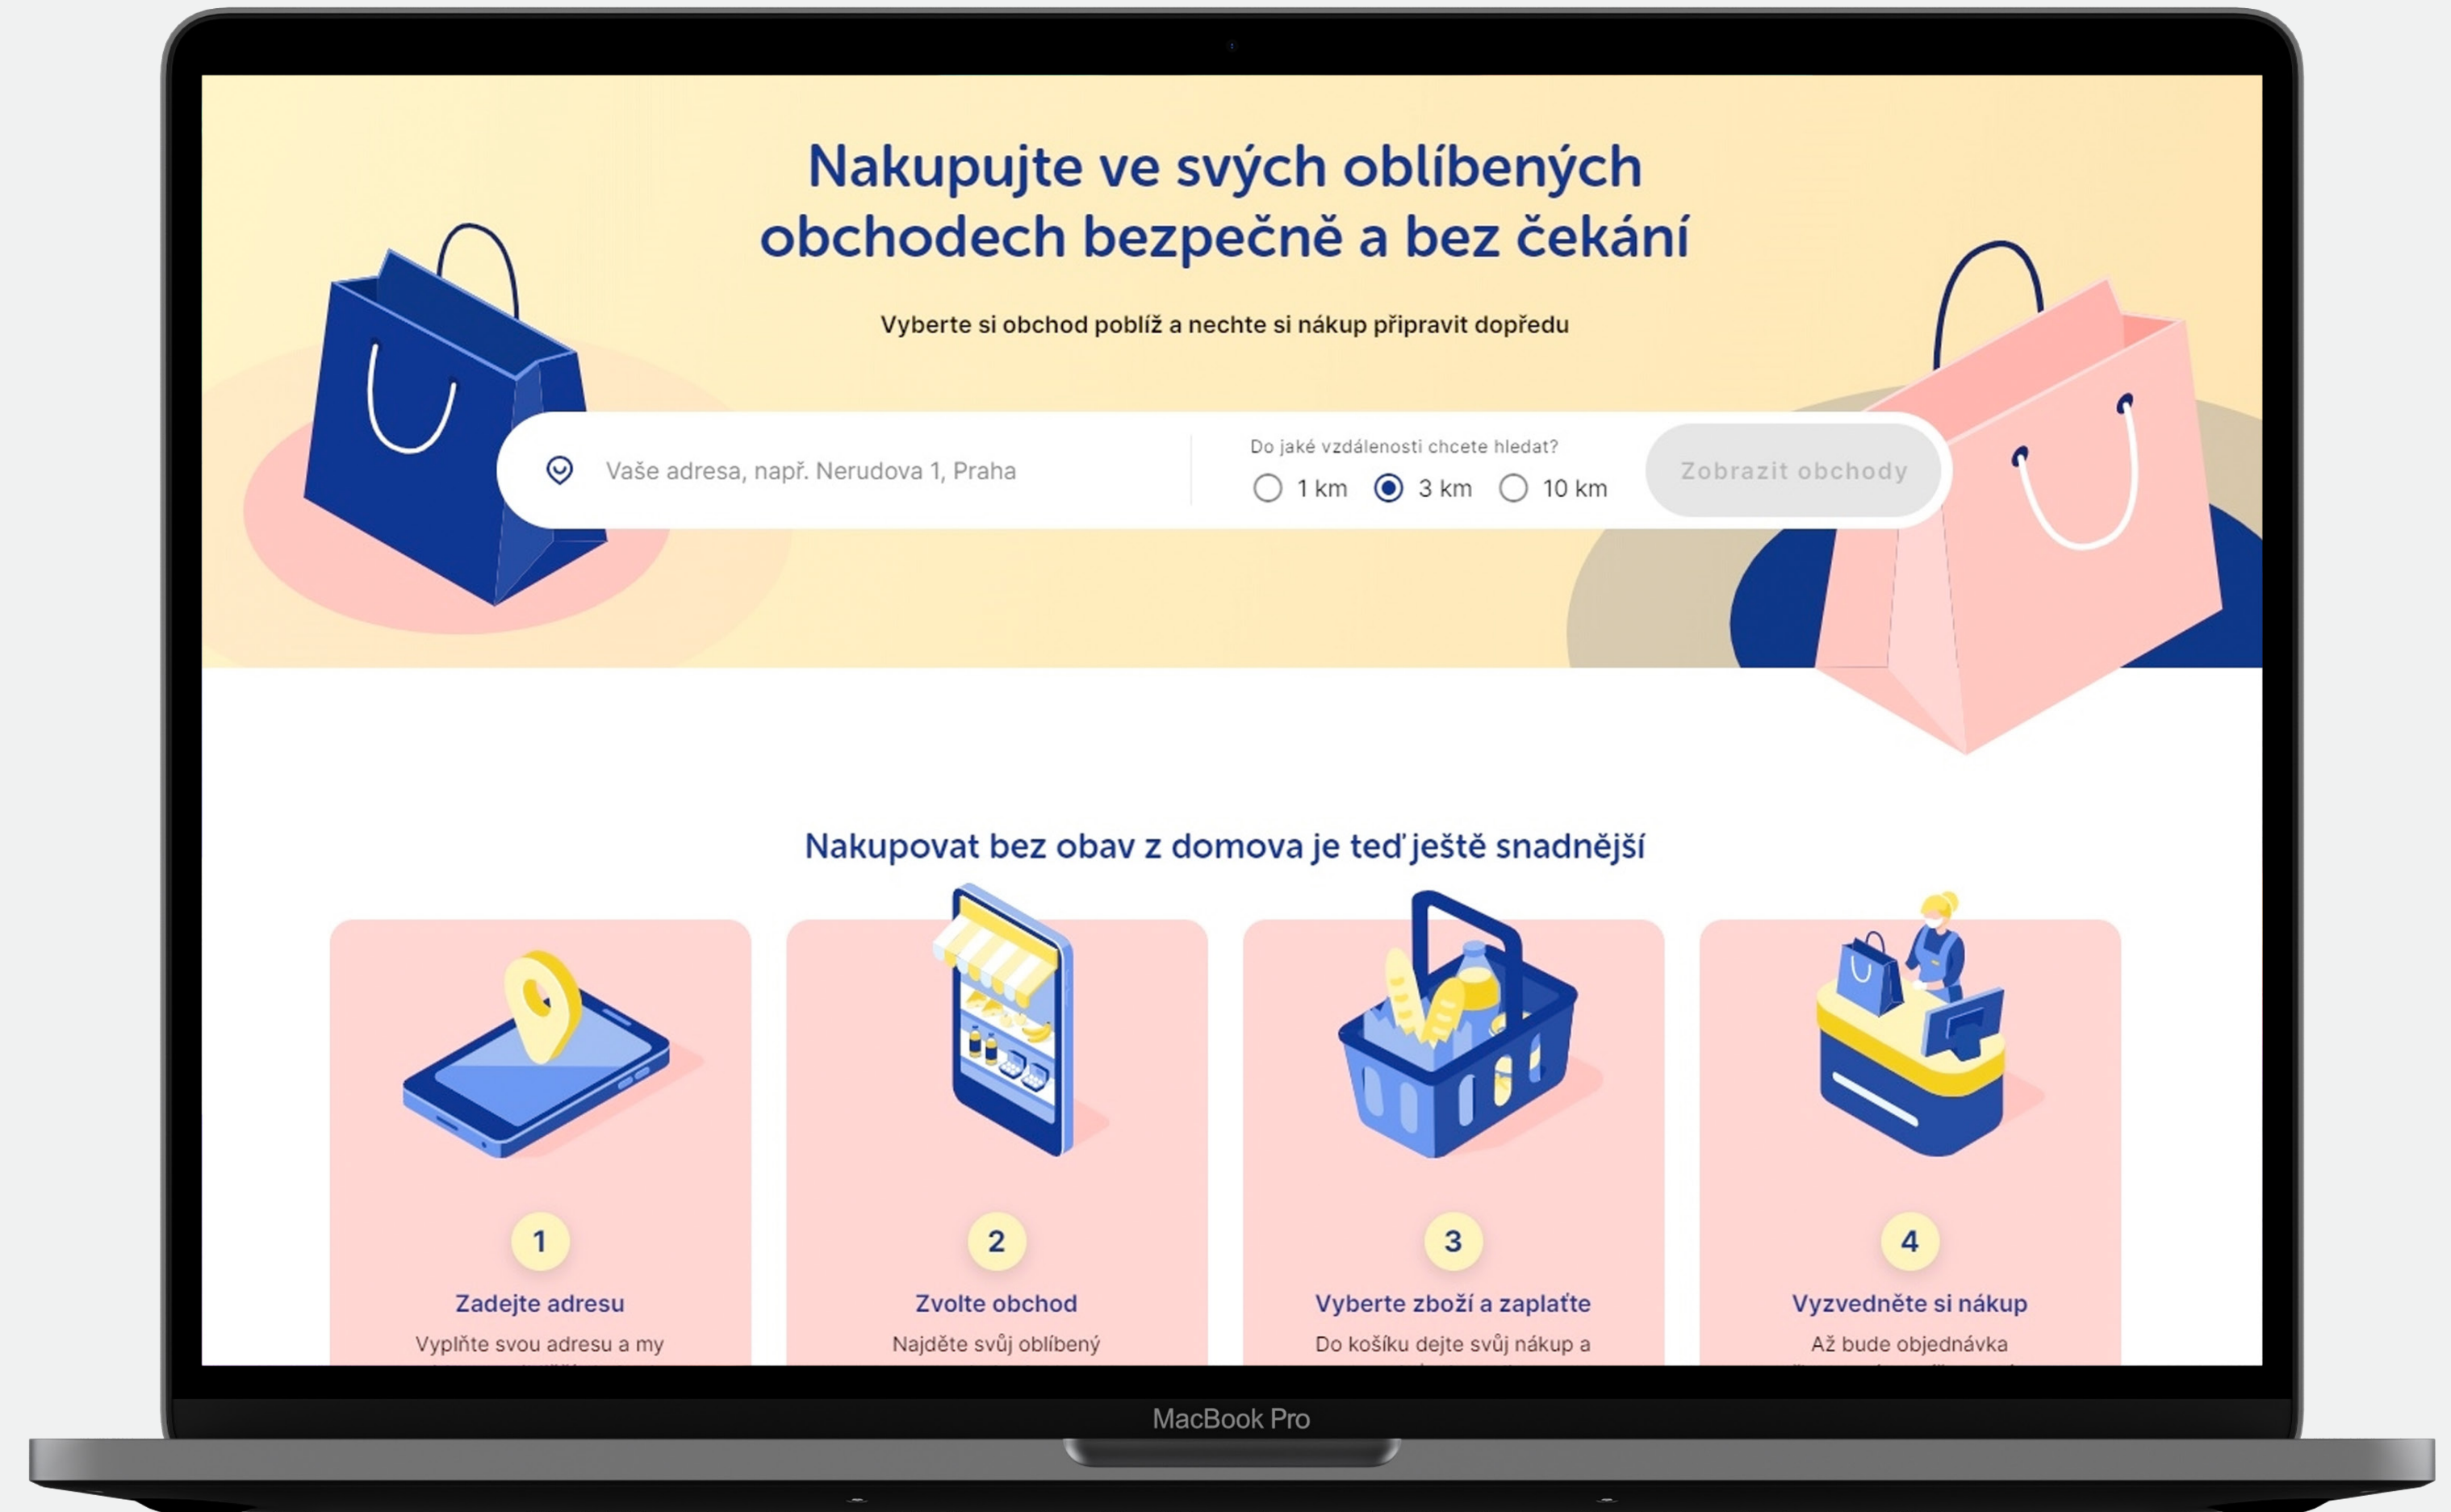 Nakupujte ve svých oblíbených
obchodech bezpečně a bez čekání
Vyberte si obchod poblíž a nechte si nákup připravit dopředu
Vaše adresa, např. Nerudova 1, Praha
Do jaké vzdálenosti chcete hledat?
1 km 3 km 10 km
Zobrazit obchody
Nakupovat bez obav z domova je teď ještě snadnější
1
Zadejte adresu
Vyplňte svou adresu a my
2
Zvolte obchod
Najděte svůj oblíbený
3
Vyberte zboží a zaplaťte
Do košíku dejte svůj nákup a
4
Vyzvedněte si nákup
Až bude objednávka
MacBook Pro